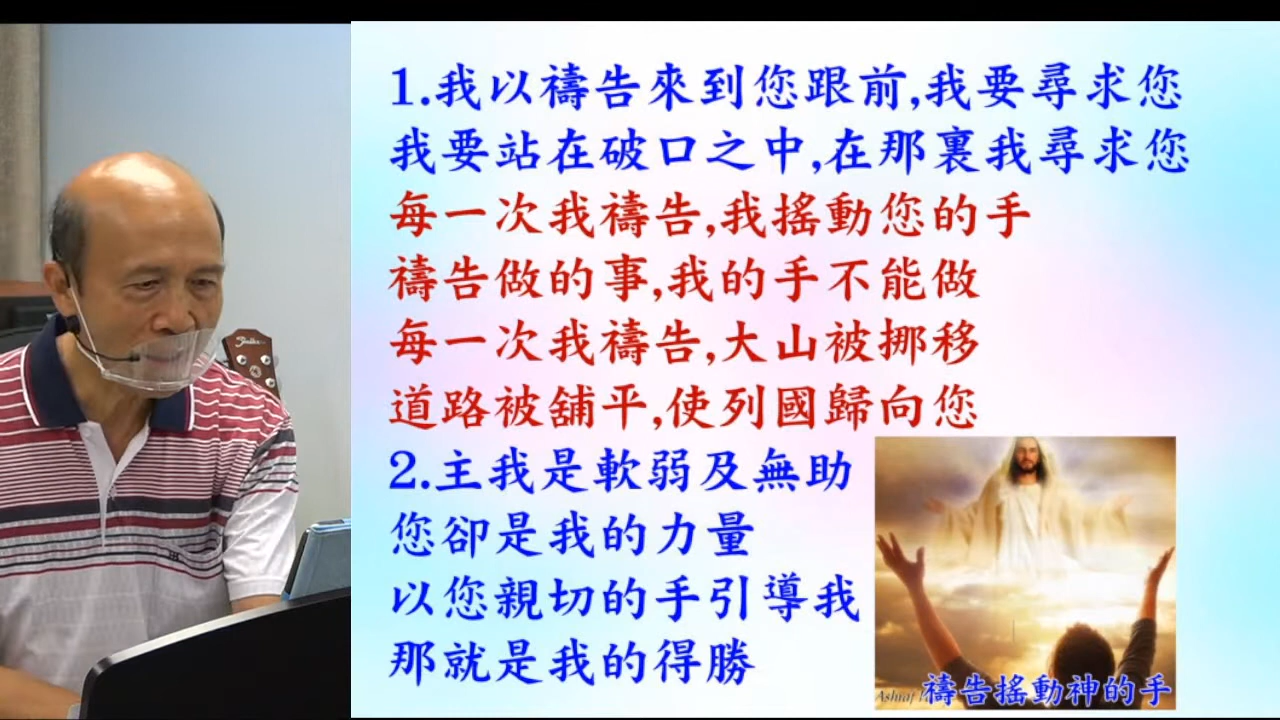 1.我以禱告來到您跟前,我要尋求您
我要站在破口之中,在那裏我尋求您
每一次我禱告,我搖動您的手
禱告做的事,我的手不能做
每一次我禱告,大山被挪移
道路被舖平,使列國歸向您
2.主我是軟弱及無助
您卻是我的力量
以您親切的手引導我
那就是我的得勝
禱告搖動神的手